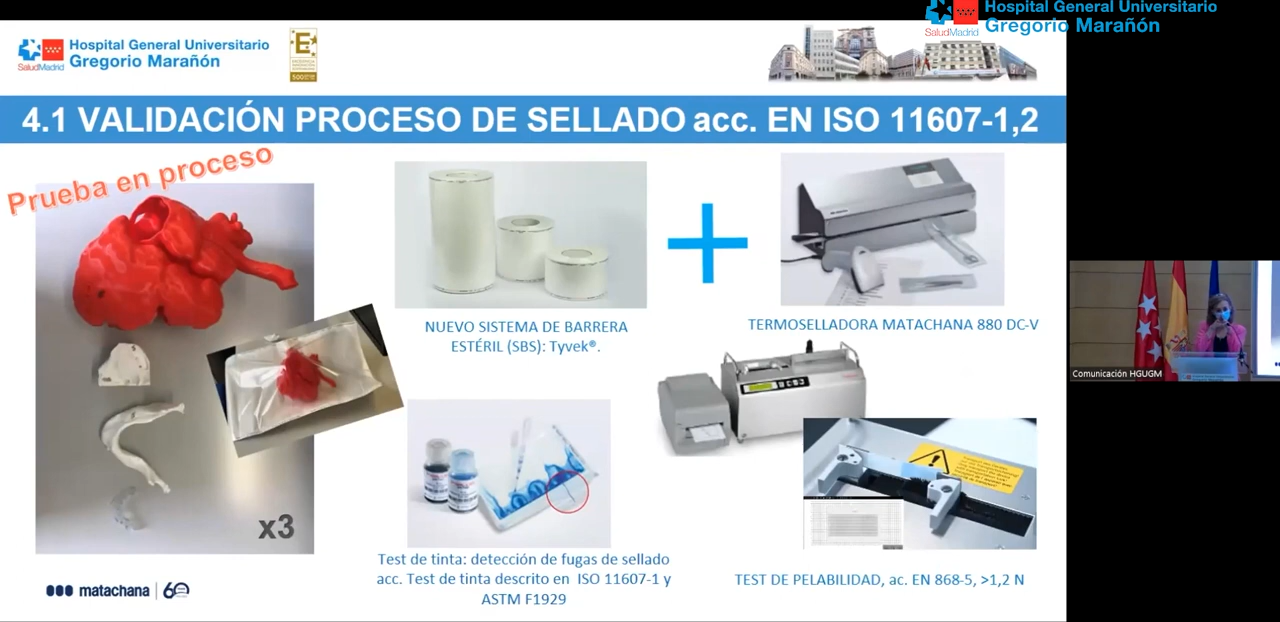 Hospital General Universitario
Gregorio Marañón
SaludMadrid
Hospital General Universitario
Gregorio Marañón
SaludMadrid
E
500
4.1 VALIDACIÓN PROCESO DE SELLADO acc. EN ISO 11607-1,2
Prueba en proceso
NUEVO SISTEMA DE BARRERA
ESTÉRIL (SBS): Tyvek®.
TERMOSELLADORA MATACHANA 880 DC-V
x3
Test de tinta: detección de fugas de sellado
acc. Test de tinta descrito en ISO 11607-1 y
ASTM F1929
TEST DE PELABILIDAD, ac. EN 868-5, >1,2 N
matachana 60
Comunicación HGUGM